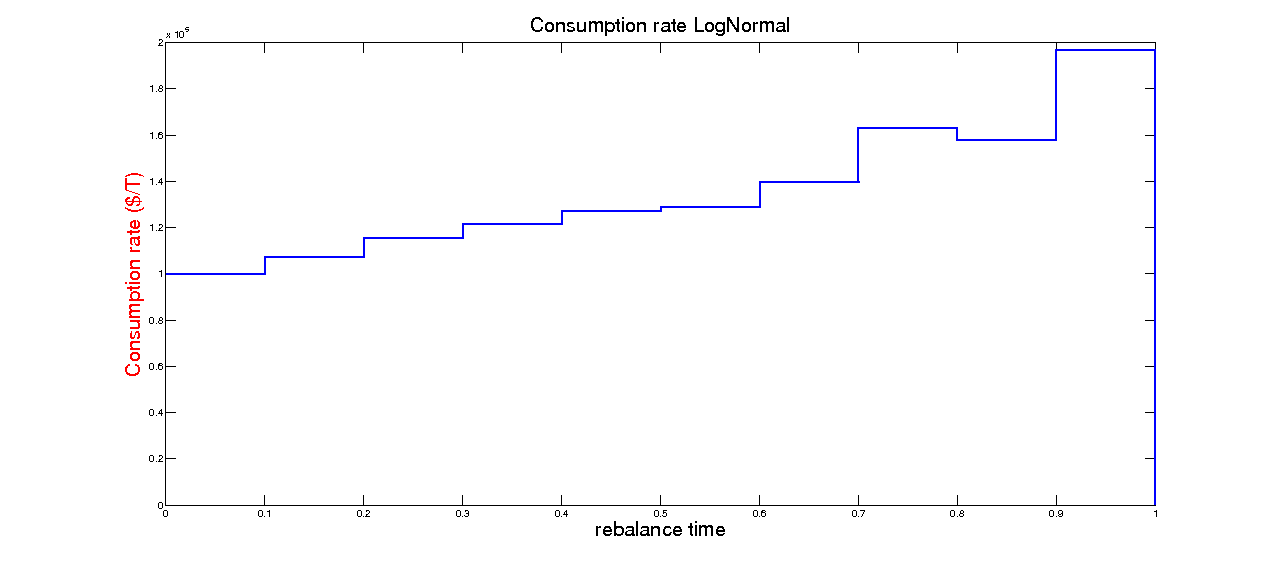 Consumption rate LogNormal
x 10^5
2
1.8
1.6
1.4
1.2
1
0.8
0.6
0.4
0.2
0
Consumption rate ($/T)
0 0.1 0.2 0.3 0.4 0.5 0.6 0.7 0.8 0.9 1
rebalance time